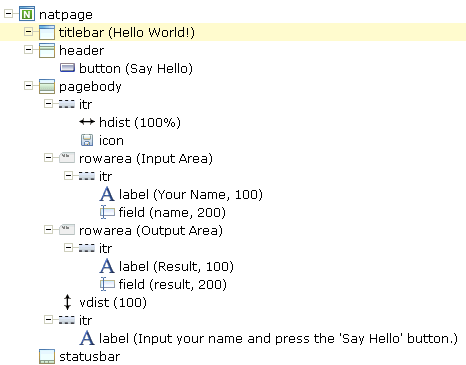 natpage
titlebar (Hello World!)
header
button (Say Hello)
pagebody
itr
hdist (100%)
icon
rowarea (Input Area)
itr
label (Your Name, 100)
field (name, 200)
rowarea (Output Area)
itr
label (Result, 100)
field (result, 200)
vdist (100)
itr
label (Input your name and press the 'Say Hello' button.)
statusbar